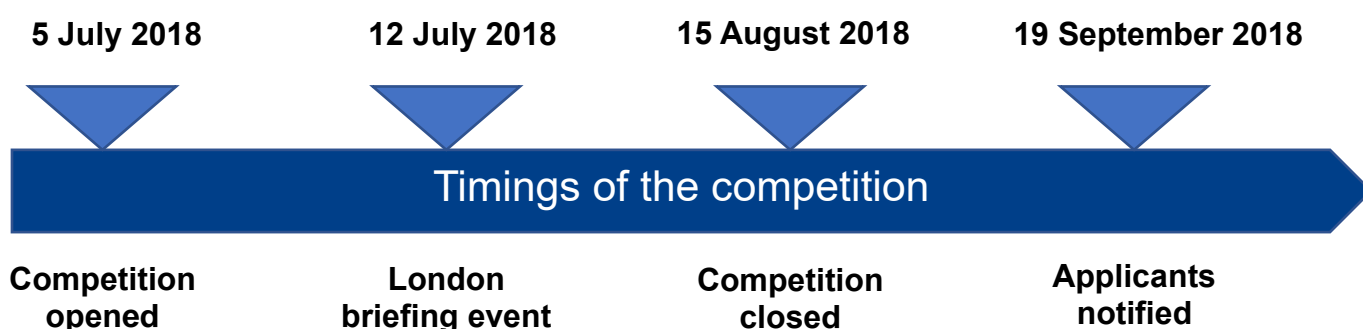 5 July 2018
12 July 2018
15 August 2018
19 September 2018
Timings of the competition
Competition
opened
London
briefing event
Competition
closed
Applicants
notified